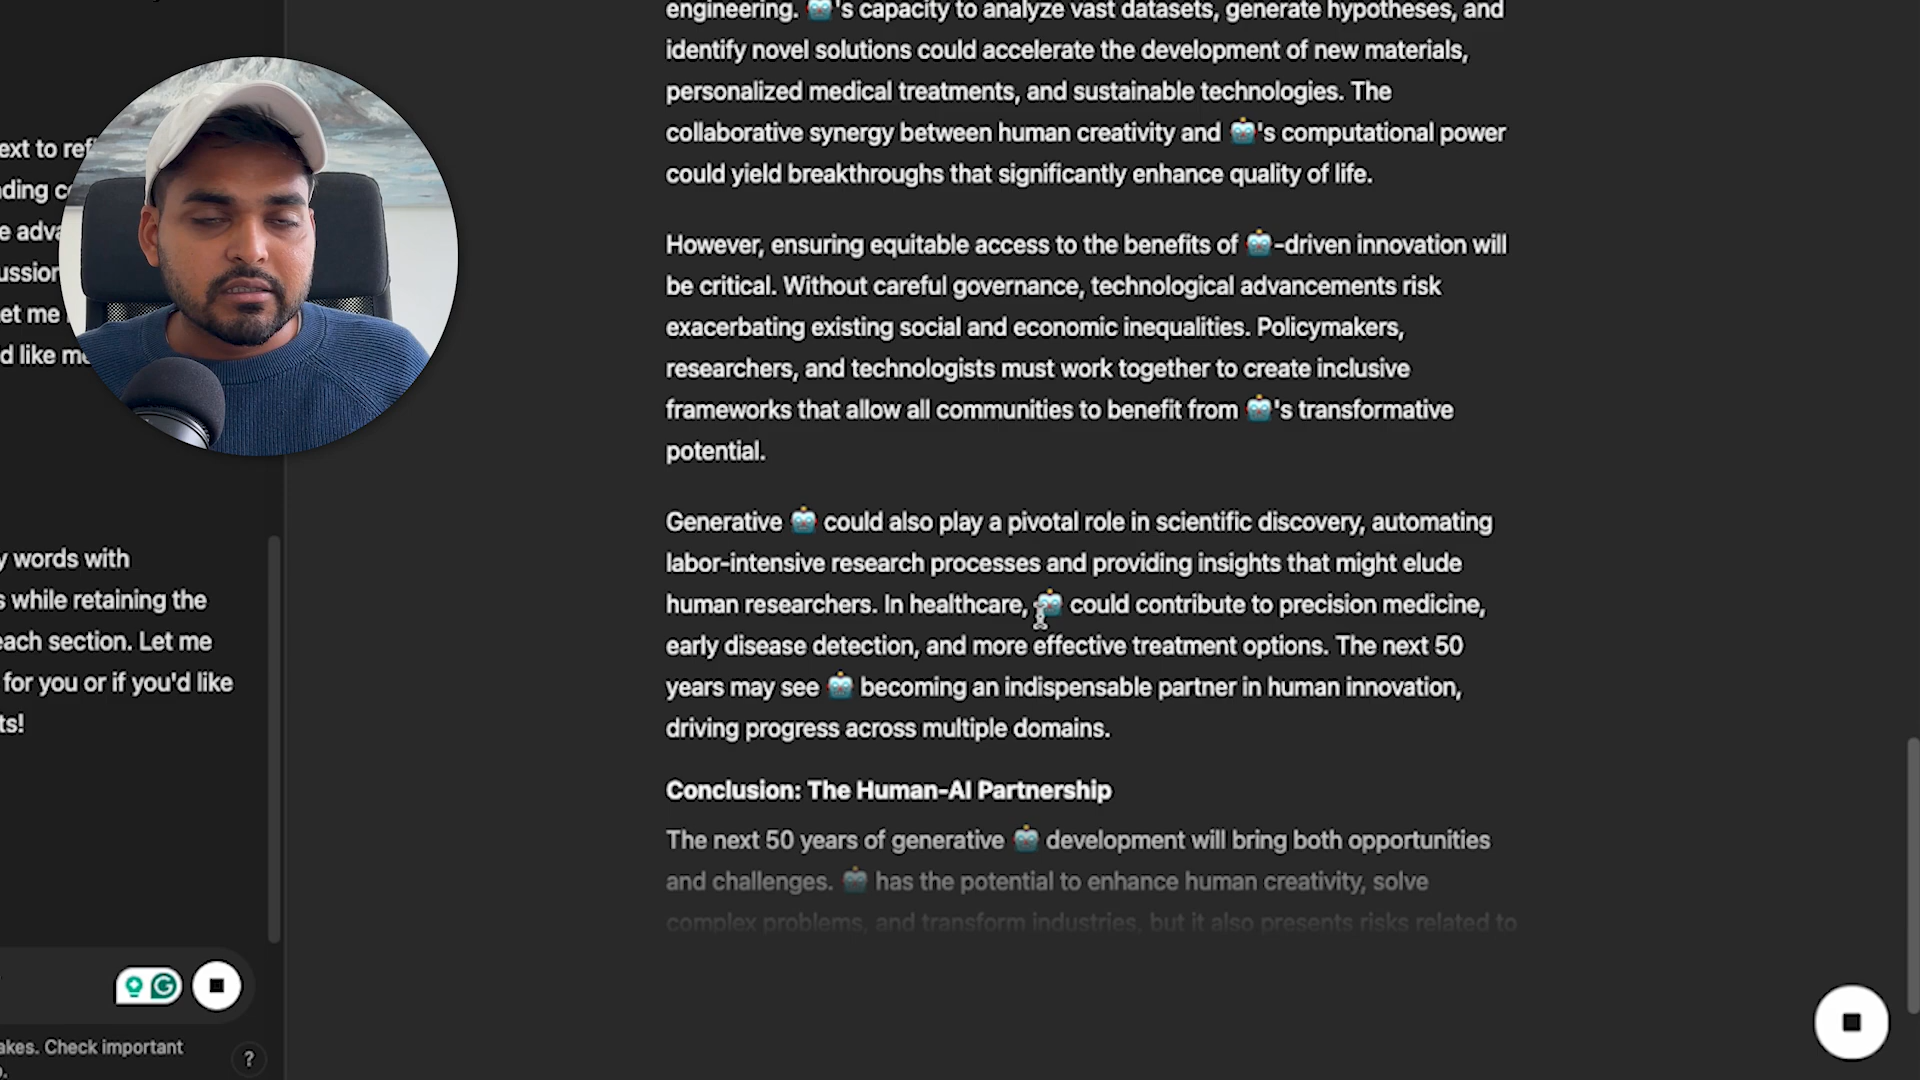 ext to ref
ding c
e adva
ussion
et me
d like me
y words with
s while retaining the
each section. Let me
for you or if you'd like
ts!
akes. Check important
engineering. 🤖's capacity to analyze vast datasets, generate hypotheses, and
identify novel solutions could accelerate the development of new materials,
personalized medical treatments, and sustainable technologies. The
collaborative synergy between human creativity and 🤖's computational power
could yield breakthroughs that significantly enhance quality of life.
However, ensuring equitable access to the benefits of 🤖-driven innovation will
be critical. Without careful governance, technological advancements risk
exacerbating existing social and economic inequalities. Policymakers,
researchers, and technologists must work together to create inclusive
frameworks that allow all communities to benefit from 🤖's transformative
potential.
Generative 🤖 could also play a pivotal role in scientific discovery, automating
labor-intensive research processes and providing insights that might elude
human researchers. In healthcare, 🤖 could contribute to precision medicine,
early disease detection, and more effective treatment options. The next 50
years may see 🤖 becoming an indispensable partner in human innovation,
driving progress across multiple domains.
Conclusion: The Human-AI Partnership
The next 50 years of generative 🤖 development will bring both opportunities
and challenges. 🤖 has the potential to enhance human creativity, solve
complex problems, and transform industries, but it also presents risks related to
?